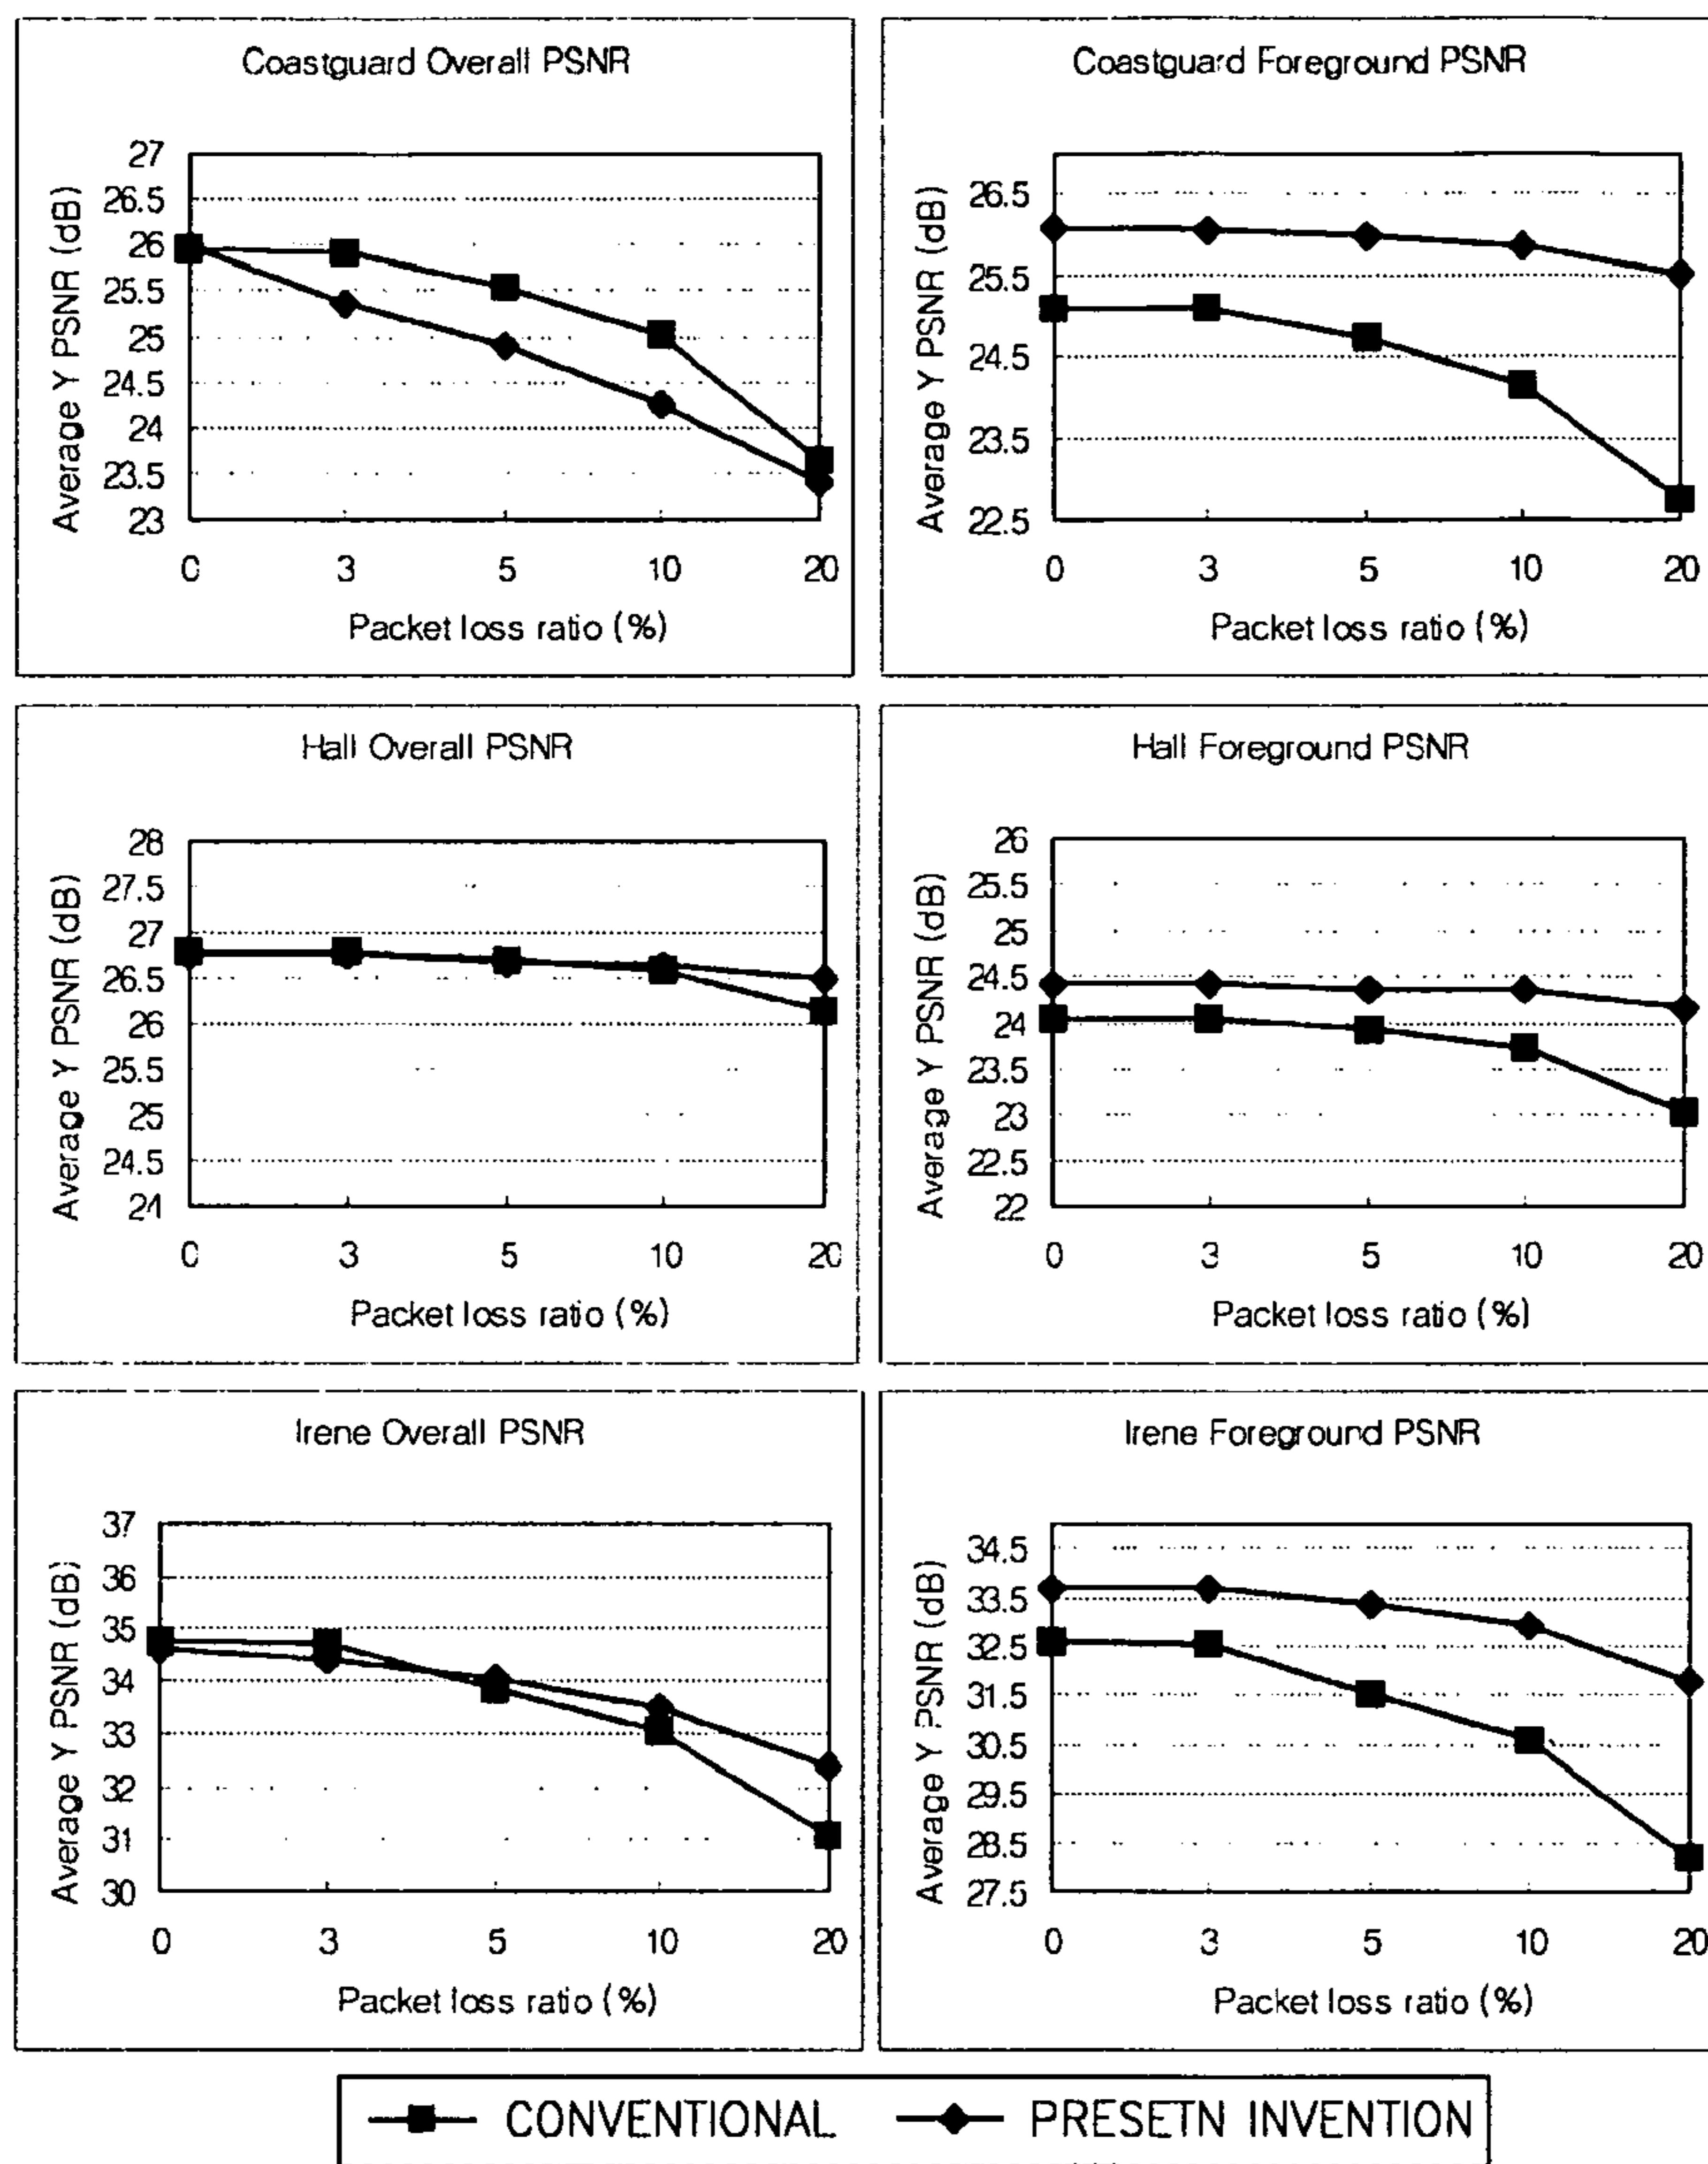 Coastguard Overall PSNR
Average Y PSNR (dB)
27
26.5
26
25.5
25
24.5
24
23.5
23
0 3 5 10 20
Packet loss ratio (%)
Coastguard Foreground PSNR
Average Y PSNR (dB)
26.5
25.5
24.5
23.5
22.5
0 3 5 10 20
Packet loss ratio (%)
Hall Overall PSNR
Average Y PSNR (dB)
28
27.5
27
26.5
26
25.5
25
24.5
24
0 3 5 10 20
Packet loss ratio (%)
Hall Foreground PSNR
Average Y PSNR (dB)
26
25.5
25
24.5
24
23.5
23
22.5
22
0 3 5 10 20
Packet loss ratio (%)
Irene Overall PSNR
Average Y PSNR (dB)
37
36
35
34
33
32
31
30
0 3 5 10 20
Packet loss ratio (%)
Irene Foreground PSNR
Average Y PSNR (dB)
34.5
33.5
32.5
31.5
30.5
29.5
28.5
27.5
0 3 5 10 20
Packet loss ratio (%)
CONVENTIONAL PRESETN INVENTION